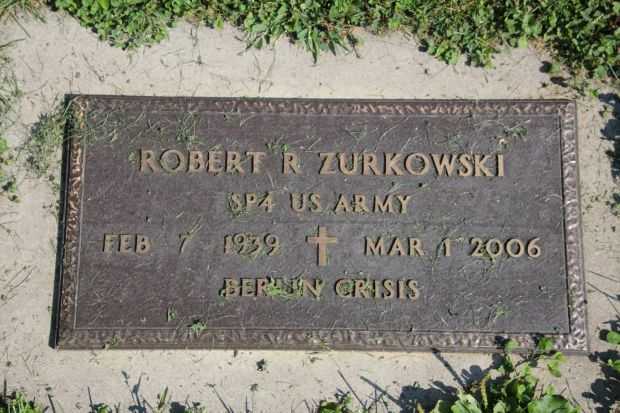 ROBERT R ZURKOWSKI
SP4 US ARMY
FEB 7 1939 MAR 1 2006
BERLIN CRISIS